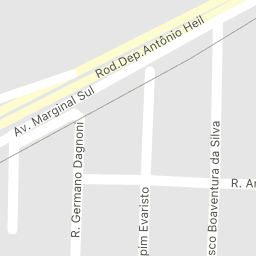 Rod.Dep.Antônio Heil
Av. Marginal Sul
R. Germano Dagnoni
pim Evaristo
sco Boaventura da Silva
R. Ar